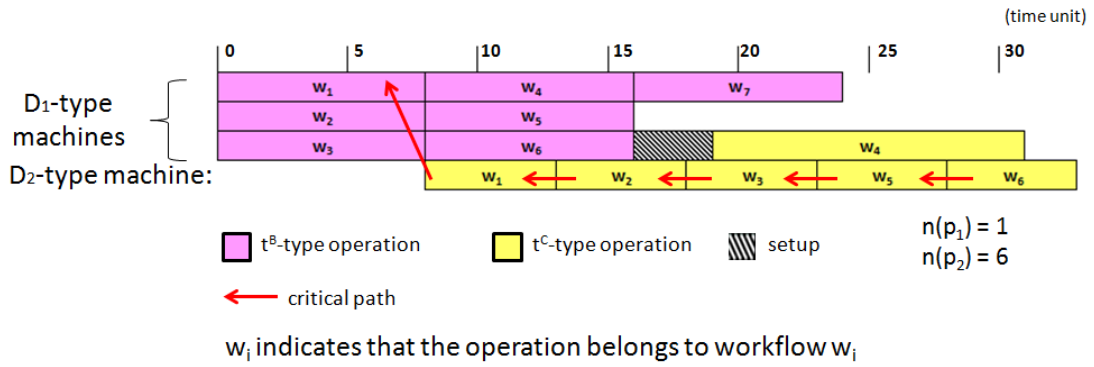 (time unit)
0 5 10 15 20 25 30
D1-type
machines
w1 w4 w7
w2 w5
w3 w6 w4
D2-type machine:
w1 w2 w3 w5 w6
tB-type operation tC-type operation setup
n(p1) = 1
n(p2) = 6
critical path
wi indicates that the operation belongs to workflow wi